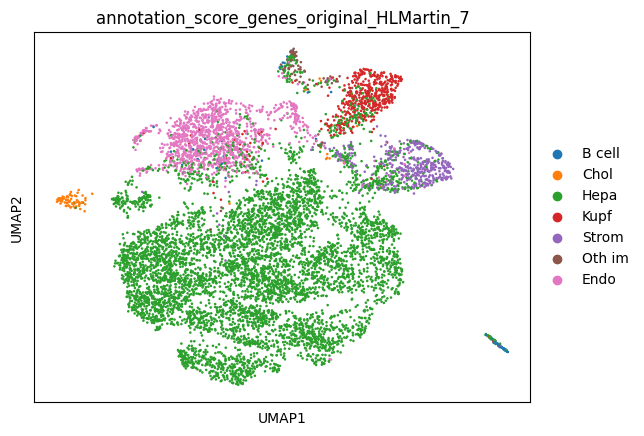 annotation_score_genes_original_HLMartin_7
UMAP2
UMAP1
B cell
Chol
Hepa
Kupf
Strom
Oth im
Endo